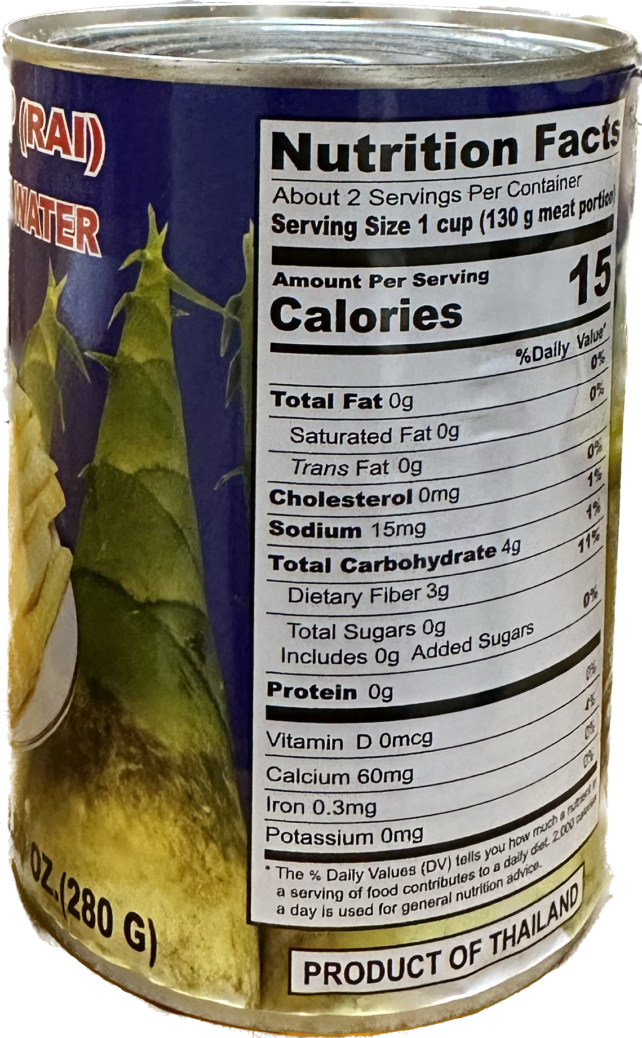 (RAI)
WATER
OZ.(280 G)
Nutrition Facts
About 2 Servings Per Container
Serving Size 1 cup (130 g meat portion
Amount Per Serving
Calories 15
%Daily Value*
Total Fat 0g 0%
Saturated Fat 0g 0%
Trans Fat 0g
Cholesterol 0mg 0%
Sodium 15mg 1%
Total Carbohydrate 4g 1%
Dietary Fiber 3g 11%
Total Sugars 0g
Includes 0g Added Sugars 0%
Protein 0g
Vitamin D 0mcg 0%
Calcium 60mg 4%
Iron 0.3mg 0%
Potassium 0mg 0%
* The % Daily Values (DV) tells you how much a nutrient in
a serving of food contributes to a daily diet. 2,000 calories
a day is used for general nutrition advice.
PRODUCT OF THAILAND